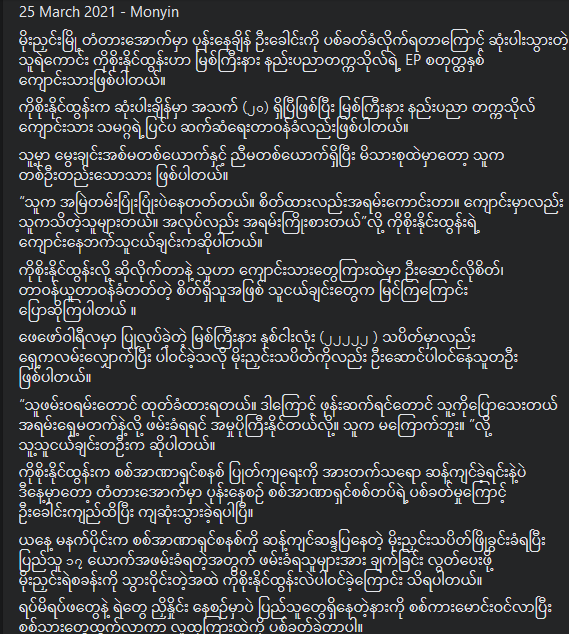 25 March 2021 - Monyin
မိုးညှင်းမြို့ တံတားအောက်မှာ ပုန်းနေချိန် ဦးခေါင်းကို ပစ်ခတ်ခံလိုက်ရတာကြောင့် ဆုံးပါးသွားတဲ့
သူရဲကောင်း ကိုစိုးနိုင်ထွန်းဟာ မြစ်ကြီးနား နည်းပညာတက္ကသိုလ်ရဲ့ EP စတုတ္ထနှစ်
ကျောင်းသားဖြစ်ပါတယ်။
ကိုစိုးနိုင်ထွန်းက ဆုံးပါးချိန်မှာ အသက် (၂၀) ရှိပြီဖြစ်ပြီး မြစ်ကြီးနား နည်းပညာ တက္ကသိုလ်
ကျောင်းသား သမဂ္ဂရဲ့ ပြင်ပ ဆက်ဆံရေးတာဝန်ခံလည်းဖြစ်ပါတယ်။
သူ့မှာ မွေးချင်းအစ်မတစ်ယောက်နှင့် ညီမတစ်ယောက်ရှိပြီး မိသားစုထဲမှာတော့ သူက
တစ်ဦးတည်းသောသား ဖြစ်ပါတယ်။
“သူက အမြဲတမ်းပြုံးပြုံးပဲနေတတ်တယ်။ စိတ်ထားလည်းအရမ်းကောင်းတာ။ ကျောင်းမှာလည်း
သူကသိတဲ့သူများတယ်။ အလုပ်လည်း အရမ်းကြိုးစားတယ်”လို့ ကိုစိုးနိုင်းထွန်းရဲ့
ကျောင်းနေဘက်သူငယ်ချင်းကဆိုပါတယ်။
ကိုစိုးနိုင်ထွန်းလို့ ဆိုလိုက်တာနဲ့ သူဟာ ကျောင်းသားတွေကြားထဲမှာ ဦးဆောင်လိုစိတ်၊
တာဝန်ယူတာဝန်ခံတတ်တဲ့ စိတ်ရှိသူအဖြစ် သူငယ်ချင်းတွေက မြင်ကြကြောင်း
ပြောဆိုကြပါတယ် ။
ဖေဖော်ဝါရီလမှာ ပြုလုပ်ခဲ့တဲ့ မြစ်ကြီးနား နှစ်ငါးလုံး (၂၂၂၂၂ ) သပိတ်မှာလည်း
ရှေ့ကလမ်းလျှောက်ပြီး ပါဝင်ခဲ့သလို မိုးညှင်းသပိတ်ကိုလည်း ဦးဆောင်ပါဝင်နေသူတဦး
ဖြစ်ပါတယ်။
“သူဖမ်းဝရမ်းတောင် ထုတ်ခံထားရတယ်။ ဒါကြောင့် ဖုန်းဆက်ရင်တောင် သူ့ကိုပြောသေးတယ်
အရမ်းရှေ့မတက်နဲ့လို့ ဖမ်းခံရရင် အမှုပိုကြီးနိုင်တယ်လို့။ သူက မကြောက်ဘူး။ ”လို့
သူ့သူငယ်ချင်းတဦးက ဆိုပါတယ်။
ကိုစိုးနိုင်ထွန်းက စစ်အာဏာရှင်စနစ် ပြုတ်ကျရေးကို အားတက်သရော ဆန့်ကျင်ခဲ့ရင်းနဲ့ပဲ
ဒီနေ့မှာတော့ တံတားအောက်မှာ ပုန်းနေစဉ် စစ်အာဏာရှင်စစ်တပ်ရဲ့ ပစ်ခတ်မှုကြောင့်
ဦးခေါင်းကျည်ထိပြီး ကျဆုံးသွားခဲ့ရပါပြီ။
ယနေ့ မနက်ပိုင်းက စစ်အာဏာရှင်စနစ်ကို ဆန့်ကျင်ဆန္ဒပြနေတဲ့ မိုးညှင်းသပိတ်ဖြိုခွင်းခံရပြီး
ပြည်သူ ၁၇ ယောက်အဖမ်းခံရတဲ့အတွက် ဖမ်းခံရသူများအား ချက်ခြင်း လွှတ်ပေးဖို့
မိုးညှင်းရဲစခန်းကို သွားဝိုင်းတဲ့အထဲ ကိုစိုးနိုင်ထွန်းလဲပါဝင်ခဲ့ကြောင်း သိရပါတယ်။
ရပ်မိရပ်ဖတွေနဲ့ ရဲတွေ ညှိနှိုင်း နေစဉ်မှာပဲ ပြည်သူတွေရှိနေတဲ့နားကို စစ်ကားမောင်းဝင်လာပြီး
စစ်သားတွေထွက်လာကာ လူထုကြားထဲကို ပစ်ခတ်ခဲ့တာပါ။